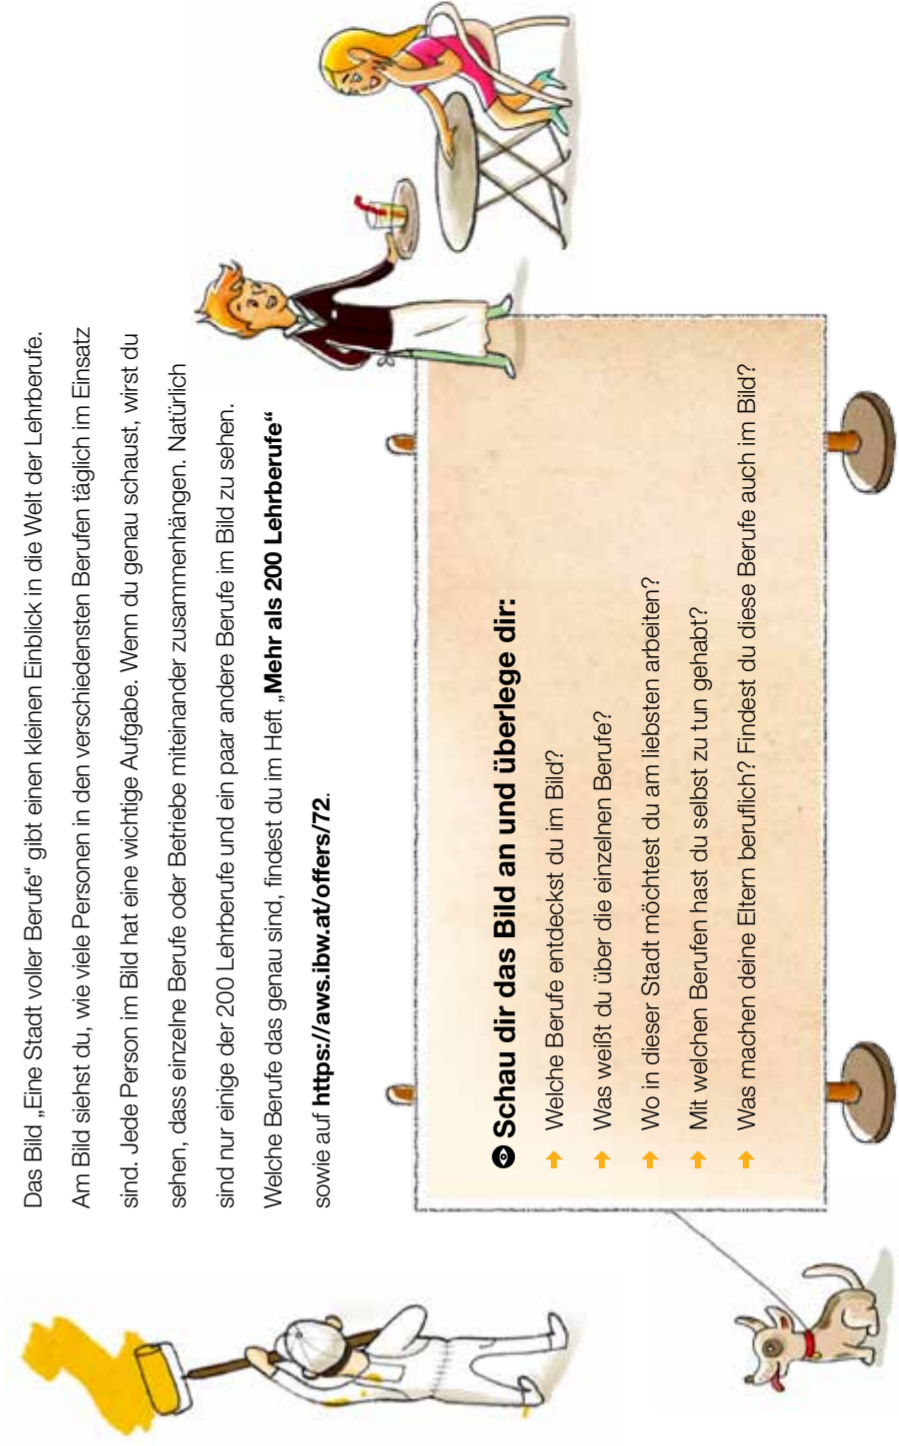 Das Bild „Eine Stadt voller Berufe“ gibt einen kleinen Einblick in die Welt der Lehrberufe.
Am Bild siehst du, wie viele Personen in den verschiedensten Berufen täglich im Einsatz
sind. Jede Person im Bild hat eine wichtige Aufgabe. Wenn du genau schaust, wirst du
sehen, dass einzelne Berufe oder Betriebe miteinander zusammenhängen. Natürlich
sind nur einige der 200 Lehrberufe und ein paar andere Berufe im Bild zu sehen.
Welche Berufe das genau sind, findest du im Heft „Mehr als 200 Lehrberufe“
sowie auf https://aws.ibw.at/offers/72.
Schau dir das Bild an und überlege dir:
➔ Welche Berufe entdeckst du im Bild?
➔ Was weißt du über die einzelnen Berufe?
➔ Wo in dieser Stadt möchtest du am liebsten arbeiten?
➔ Mit welchen Berufen hast du selbst zu tun gehabt?
➔ Was machen deine Eltern beruflich? Findest du diese Berufe auch im Bild?